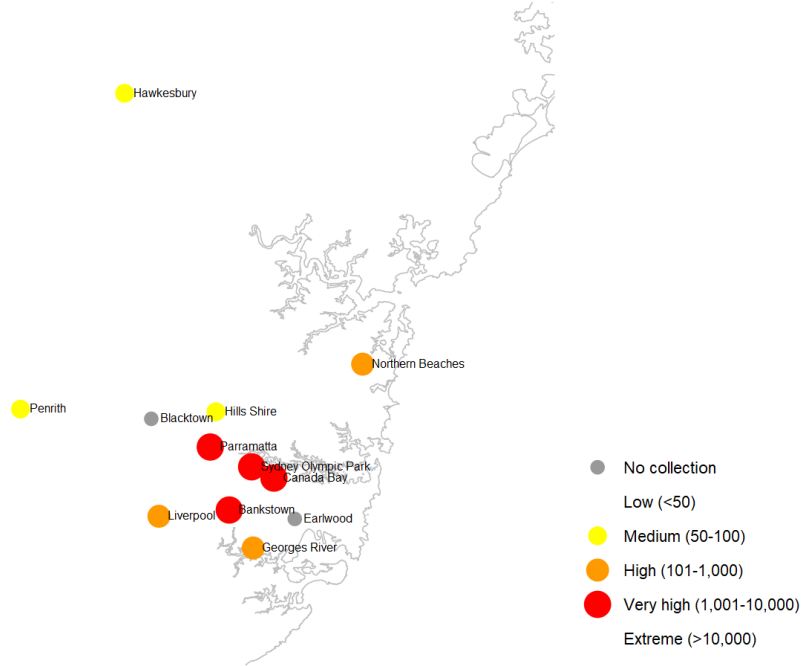 Hawkesbury
Northern Beaches
Penrith
Hills Shire
Blacktown
Parramatta
Sydney Olympic Park
Canada Bay
Bankstown
Liverpool
Earlwood
Georges River
No collection
Low (<50)
Medium (50-100)
High (101-1,000)
Very high (1,001-10,000)
Extreme (>10,000)